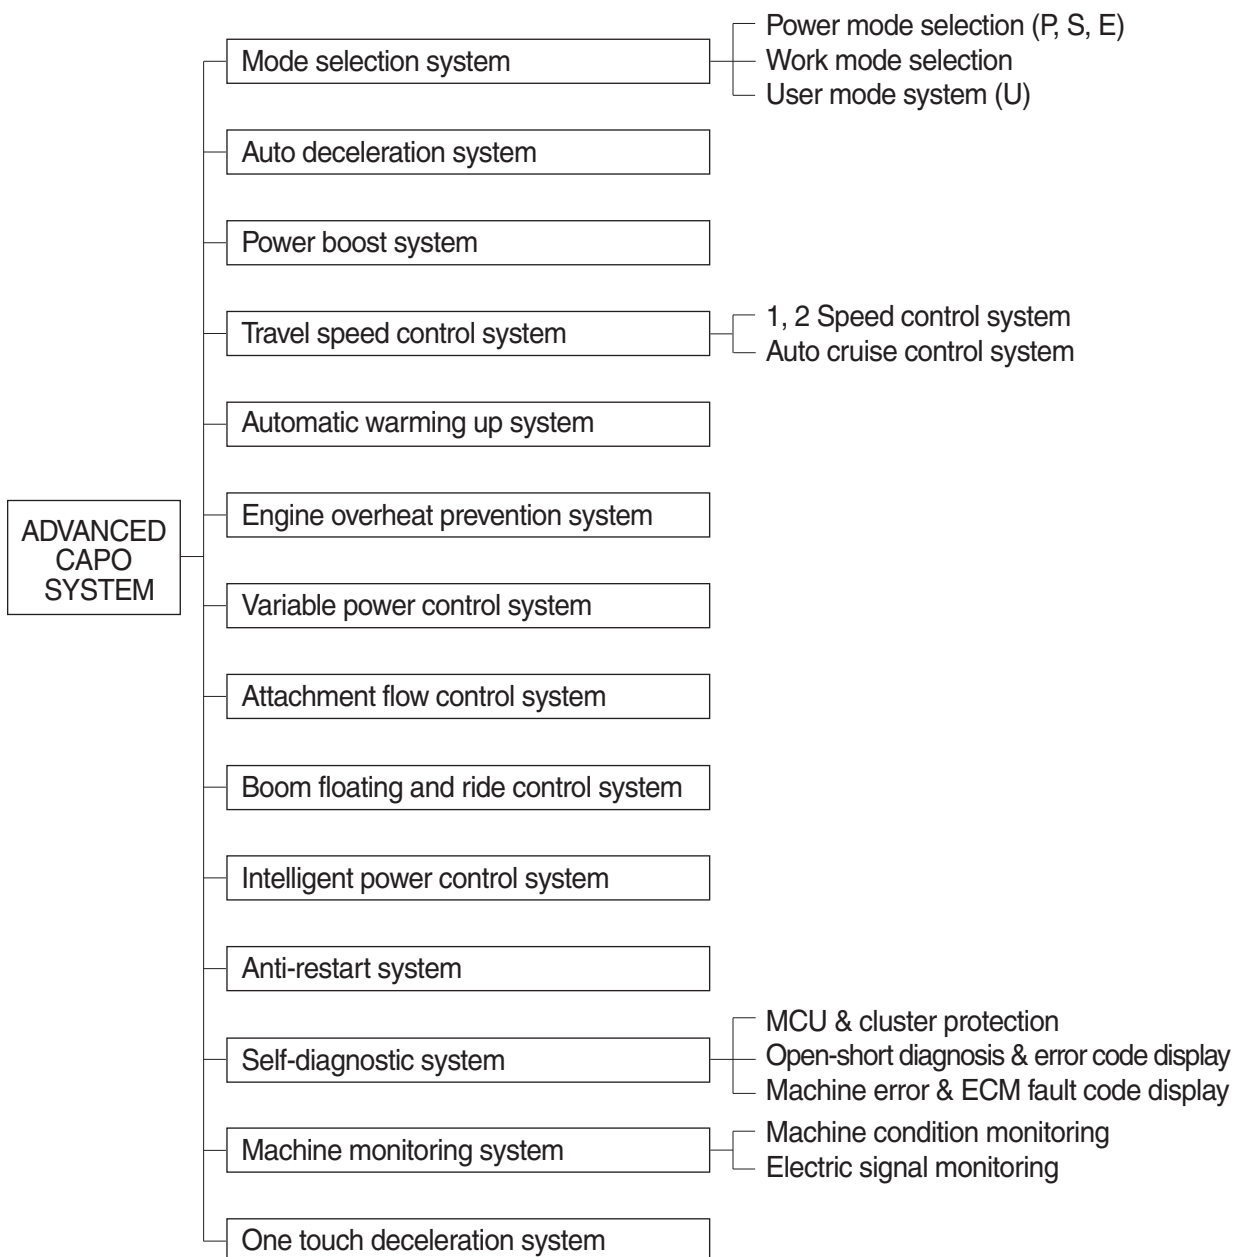 Power mode selection (P, S, E)
Mode selection system
Work mode selection
User mode system (U)
Auto deceleration system
Power boost system
1, 2 Speed control system
Travel speed control system
Auto cruise control system
Automatic warming up system
Engine overheat prevention system
ADVANCED
CAPO
SYSTEM
Variable power control system
Attachment flow control system
Boom floating and ride control system
Intelligent power control system
Anti-restart system
MCU & cluster protection
Self-diagnostic system
Open-short diagnosis & error code display
Machine error & ECM fault code display
Machine condition monitoring
Machine monitoring system
Electric signal monitoring
One touch deceleration system